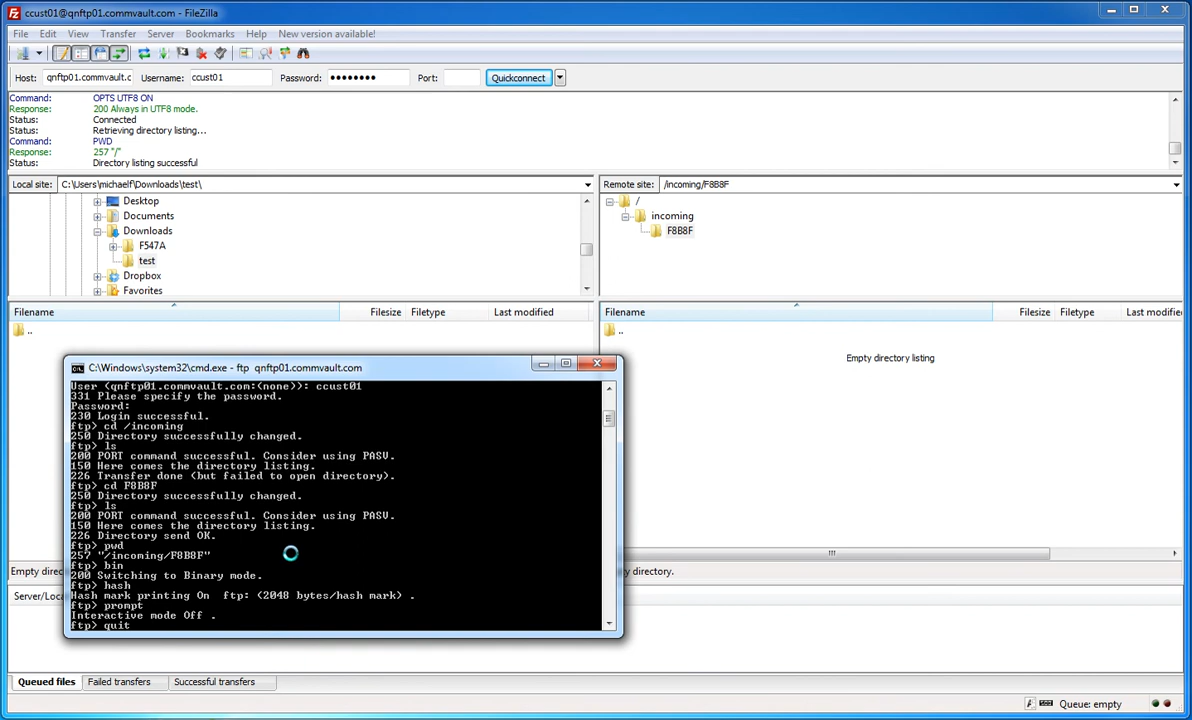 ccust01@qnftp01.commvault.com - FileZilla
File Edit View Transfer Server Bookmarks Help New version available!
Host: qnftp01.commvault.c Username: ccust01 Password: ●●●●●●●● Port: Quickconnect
Command: OPTS UTF8 ON
Response: 200 Always in UTF8 mode.
Status: Connected
Status: Retrieving directory listing...
Command: PWD
Response: 257 "/"
Status: Directory listing successful
Local site: C:\Users\michaelf\Downloads\test\
Remote site: /incoming/F8B8F
Desktop
Documents
Downloads
F547A
test
Dropbox
Favorites
/
incoming
F8B8F
Filename Filesize Filetype Last modified
..
Filename Filesize Filetype Last modifie
..
Empty directory listing
C:\Windows\system32\cmd.exe - ftp qnftp01.commvault.com
User (qnftp01.commvault.com:(none)): ccust01
331 Please specify the password.
Password:
230 Login successful.
ftp> cd /incoming
250 Directory successfully changed.
ftp> ls
200 PORT command successful. Consider using PASV.
150 Here comes the directory listing.
226 Transfer done (but failed to open directory).
ftp> cd F8B8F
250 Directory successfully changed.
ftp> ls
200 PORT command successful. Consider using PASV.
150 Here comes the directory listing.
226 Directory send OK.
ftp> pwd
257 "/incoming/F8B8F"
ftp> bin
200 Switching to Binary mode.
ftp> hash
Hash mark printing On ftp: (2048 bytes/hash mark) .
ftp> prompt
Interactive mode Off .
ftp> quit
Empty direc
y directory.
Server/Loca
Queued files Failed transfers Successful transfers
Queue: empty